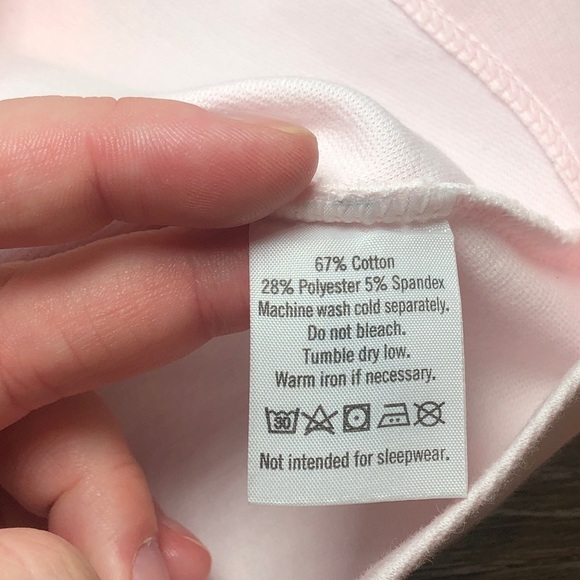 67% Cotton
28% Polyester 5% Spandex
Machine wash cold separately.
Do not bleach.
Tumble dry low.
Warm iron if necessary.
30
Not intended for sleepwear.